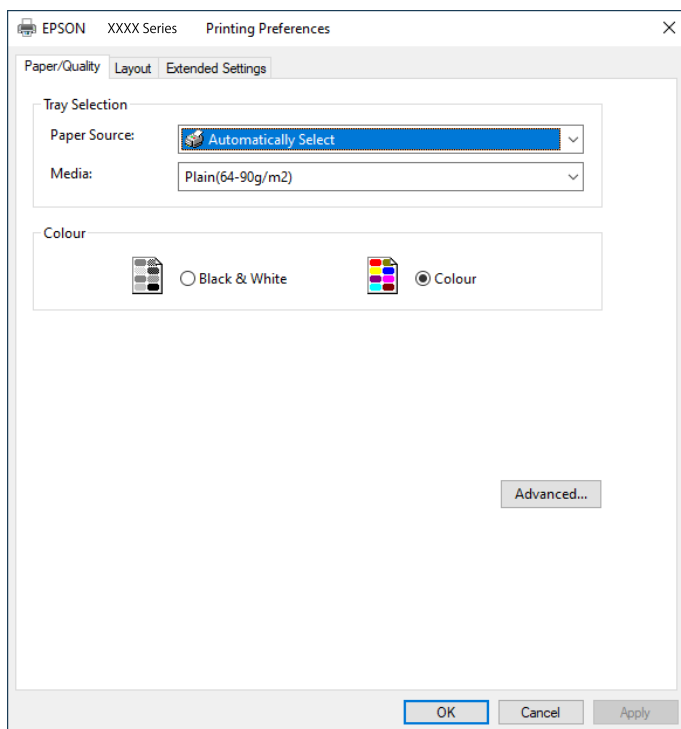 EPSON XXXX Series Printing Preferences
Paper/Quality Layout Extended Settings
Tray Selection
Paper Source: Automatically Select
Media: Plain(64-90g/m2)
Colour
Black & White Colour
Advanced...
OK Cancel Apply